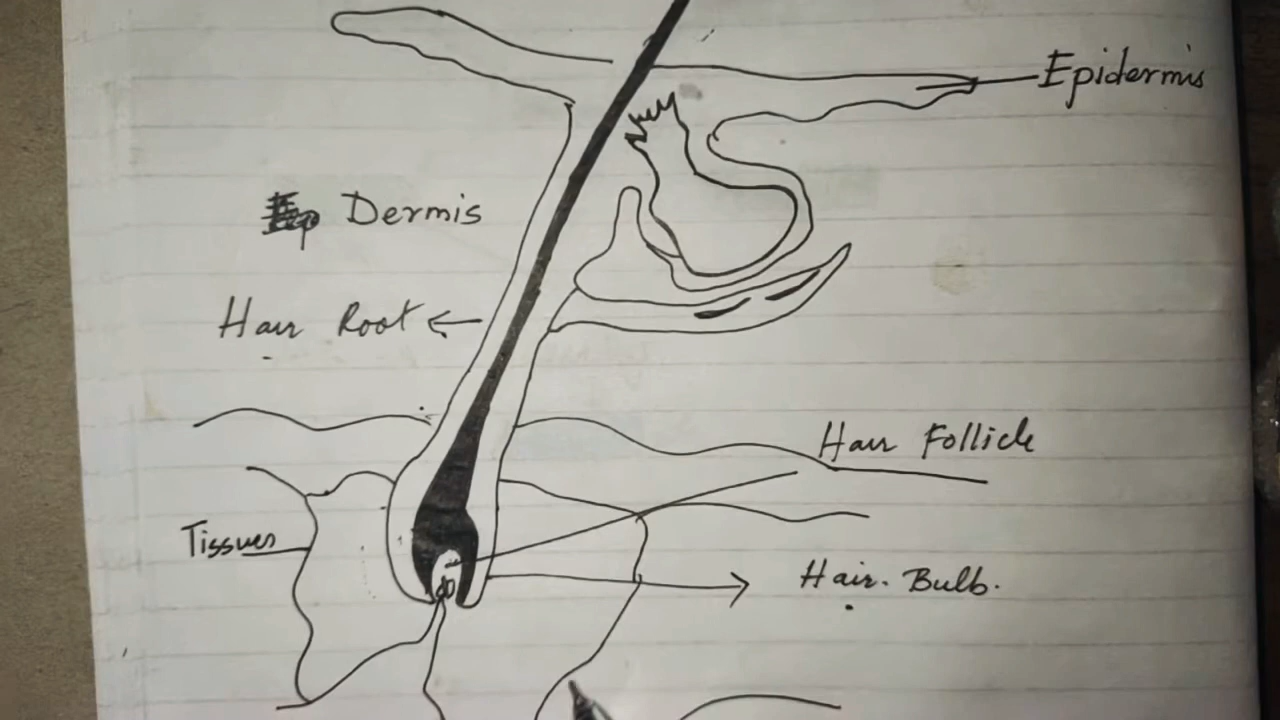 Epidermis
Dermis
Hair Root
Hair Follicle
Tissues
Hair. Bulb.